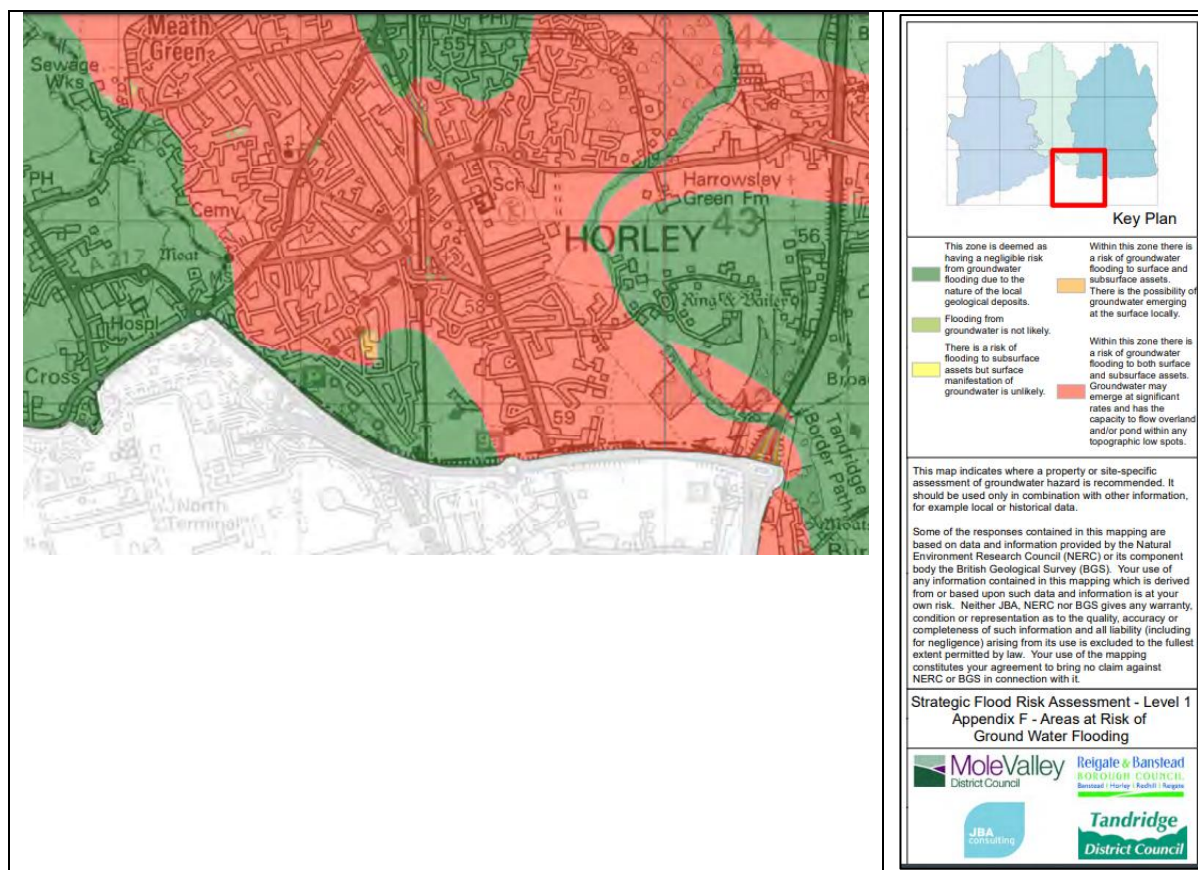 Meath
Green
PH
55
44
Sewage
Wks
PH
Cemy
Sch
Harrowsley
Green Fm
HORLEY
43
56
A 217
Moat
Hospl
Cross
59
Broa
Tandridge
Border Path
Moats
Bur
North
Terminal
Key Plan
This zone is deemed as
having a negligible risk
from groundwater
flooding due to the
nature of the local
geological deposits.
Flooding from
groundwater is not likely.
There is a risk of
flooding to subsurface
assets but surface
manifestation of
groundwater is unlikely.
Within this zone there is
a risk of groundwater
flooding to surface and
subsurface assets.
There is the possibility of
groundwater emerging
at the surface locally.
Within this zone there is
a risk of groundwater
flooding to both surface
and subsurface assets.
Groundwater may
emerge at significant
rates and has the
capacity to flow overland
and/or pond within any
topographic low spots.
This map indicates where a property or site-specific
assessment of groundwater hazard is recommended. It
should be used only in combination with other information,
for example local or historical data.
Some of the responses contained in this mapping are
based on data and information provided by the Natural
Environment Research Council (NERC) or its component
body the British Geological Survey (BGS). Your use of
any information contained in this mapping which is derived
from or based upon such data and information is at your
own risk. Neither JBA, NERC nor BGS gives any warranty,
condition or representation as to the quality, accuracy or
completeness of such information and all liability (including
for negligence) arising from its use is excluded to the fullest
extent permitted by law. Your use of the mapping
constitutes your agreement to bring no claim against
NERC or BGS in connection with it.
Strategic Flood Risk Assessment - Level 1
Appendix F - Areas at Risk of
Ground Water Flooding
MoleValley
District Council
Reigate & Banstead
BOROUGH COUNCIL
Banstead | Horley | Redhill | Reigate
JBA
consulting
Tandridge
District Council